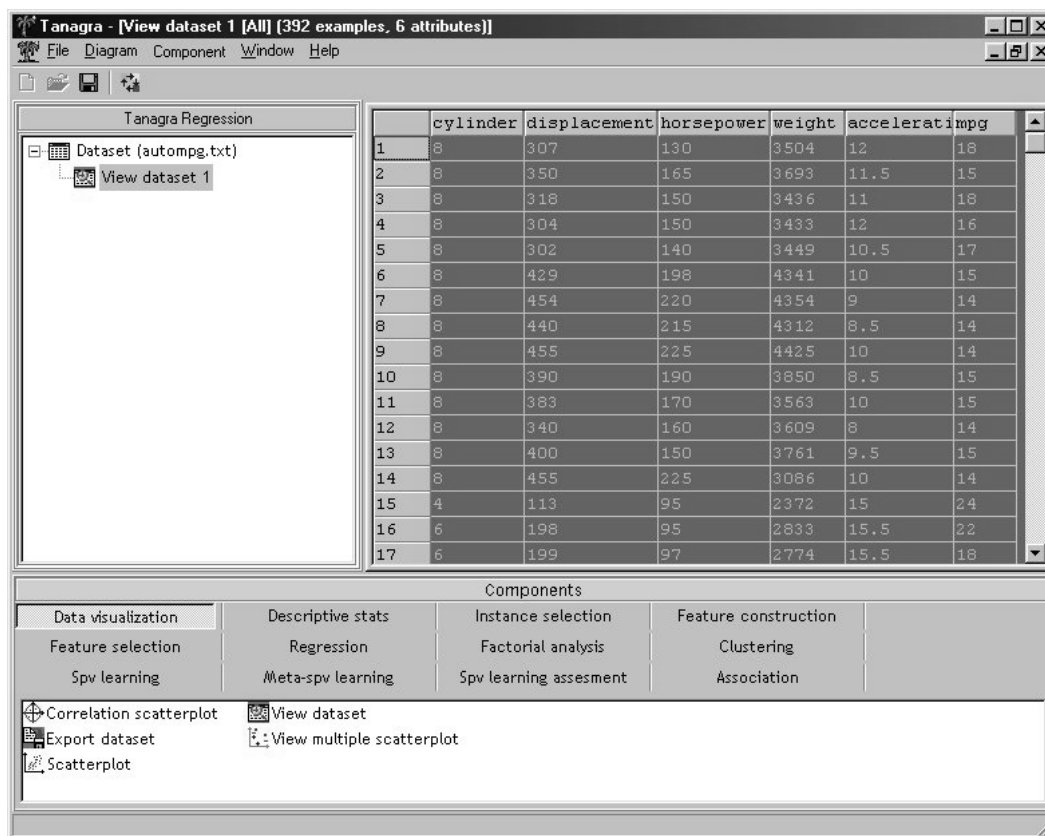 Tanagra - [View dataset 1 [All] (392 examples, 6 attributes)]
File Diagram Component Window Help
Tanagra Regression
Dataset (autompg.txt)
View dataset 1
cylinder displacement horsepower weight accelerati mpg
1 8 307 130 3504 12 18
2 8 350 165 3693 11.5 15
3 8 318 150 3436 11 18
4 8 304 150 3433 12 16
5 8 302 140 3449 10.5 17
6 8 429 198 4341 10 15
7 8 454 220 4354 9 14
8 8 440 215 4312 8.5 14
9 8 455 225 4425 10 14
10 8 390 190 3850 8.5 15
11 8 383 170 3563 10 15
12 8 340 160 3609 8 14
13 8 400 150 3761 9.5 15
14 8 455 225 3086 10 14
15 4 113 95 2372 15 24
16 6 198 95 2833 15.5 22
17 6 199 97 2774 15.5 18
Components
Data visualization Descriptive stats Instance selection Feature construction
Feature selection Regression Factorial analysis Clustering
Spv learning Meta-spv learning Spv learning assesment Association
Correlation scatterplot View dataset
Export dataset View multiple scatterplot
Scatterplot